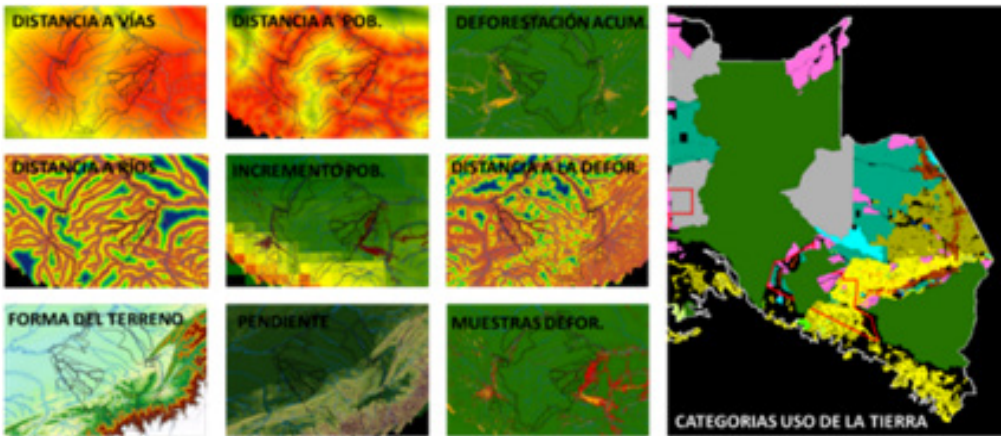 DISTANCIA A VÍAS
DISTANCIA A POB.
DEFORESTACIÓN ACUM.
DISTANCIA A RÍOS
INCREMENTO POB.
DISTANCIA A LA DEFOR.
FORMA DEL TERRENO
PENDIENTE
MUESTRAS DEFOR.
CATEGORIAS USO DE LA TIERRA